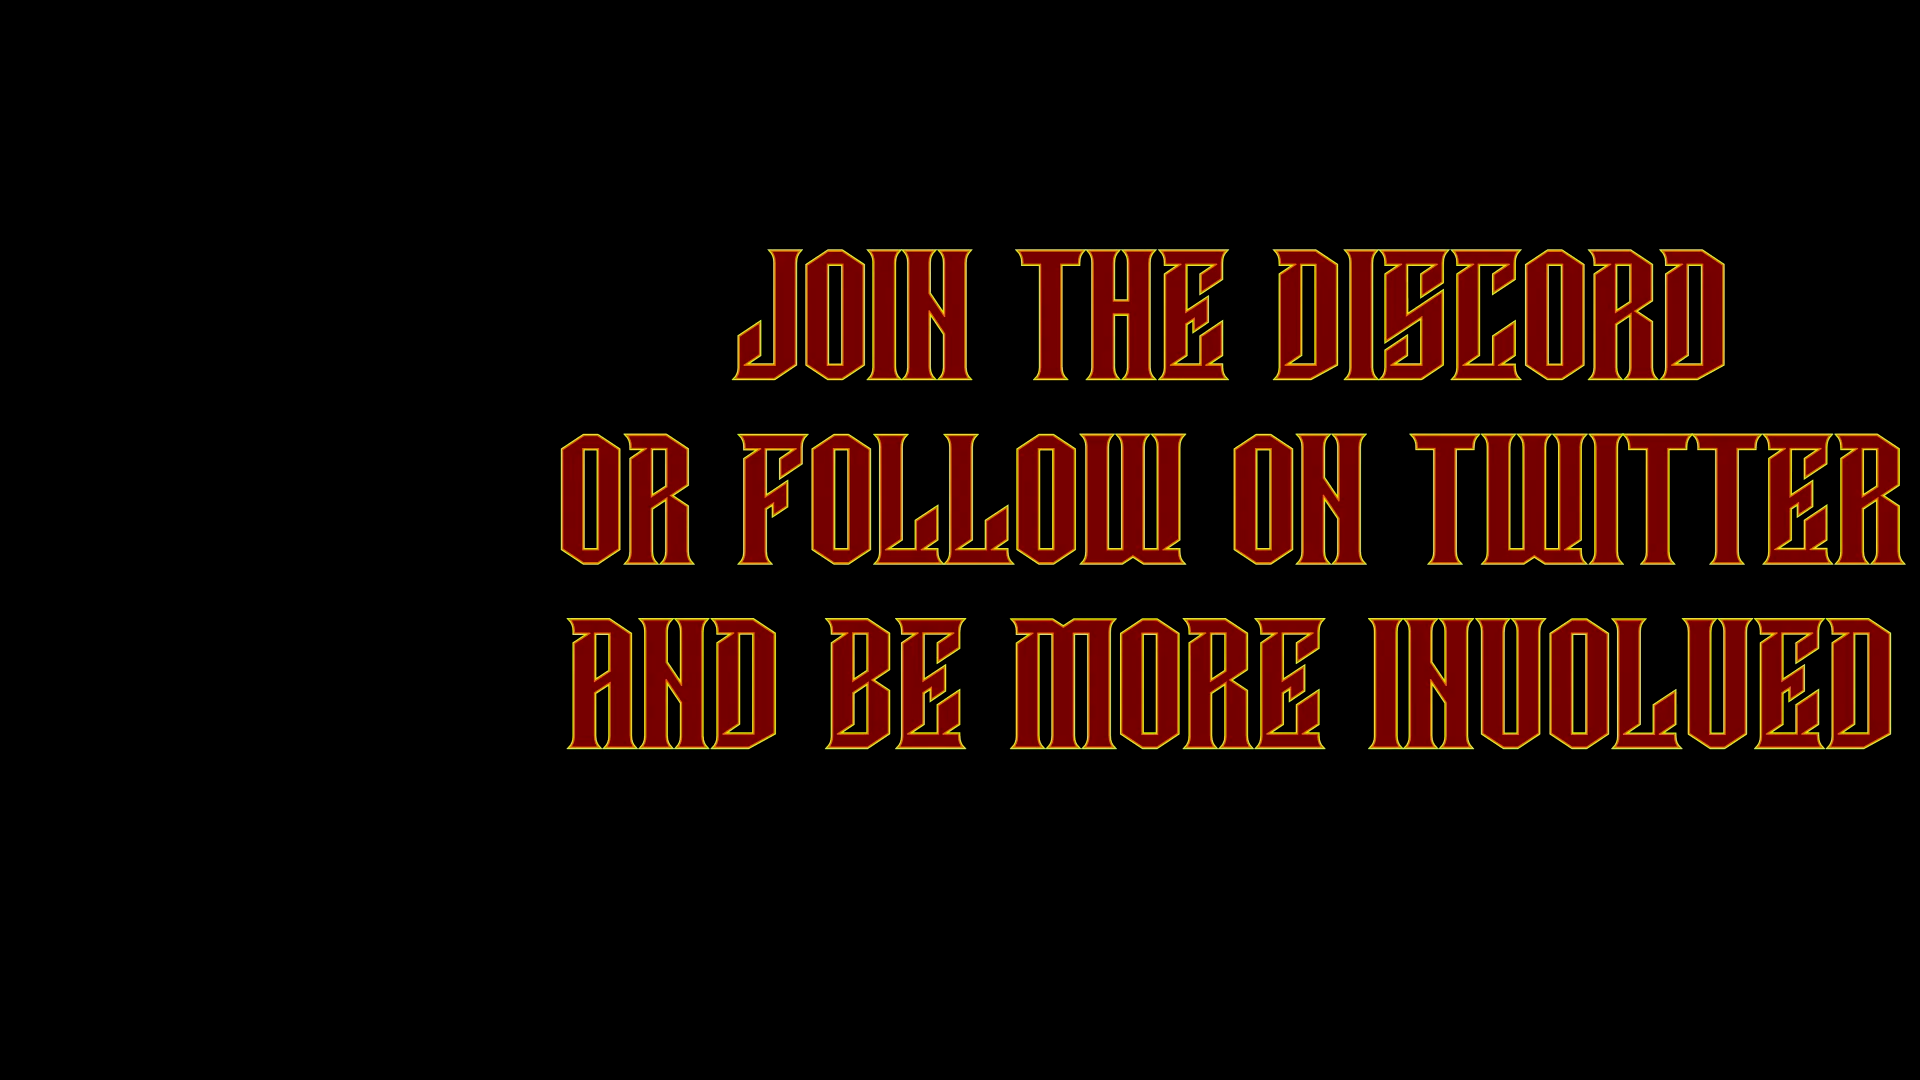 JOIN THE DISCORD
OR FOLLOW ON TWITTER
AND BE MORE INVOLVED